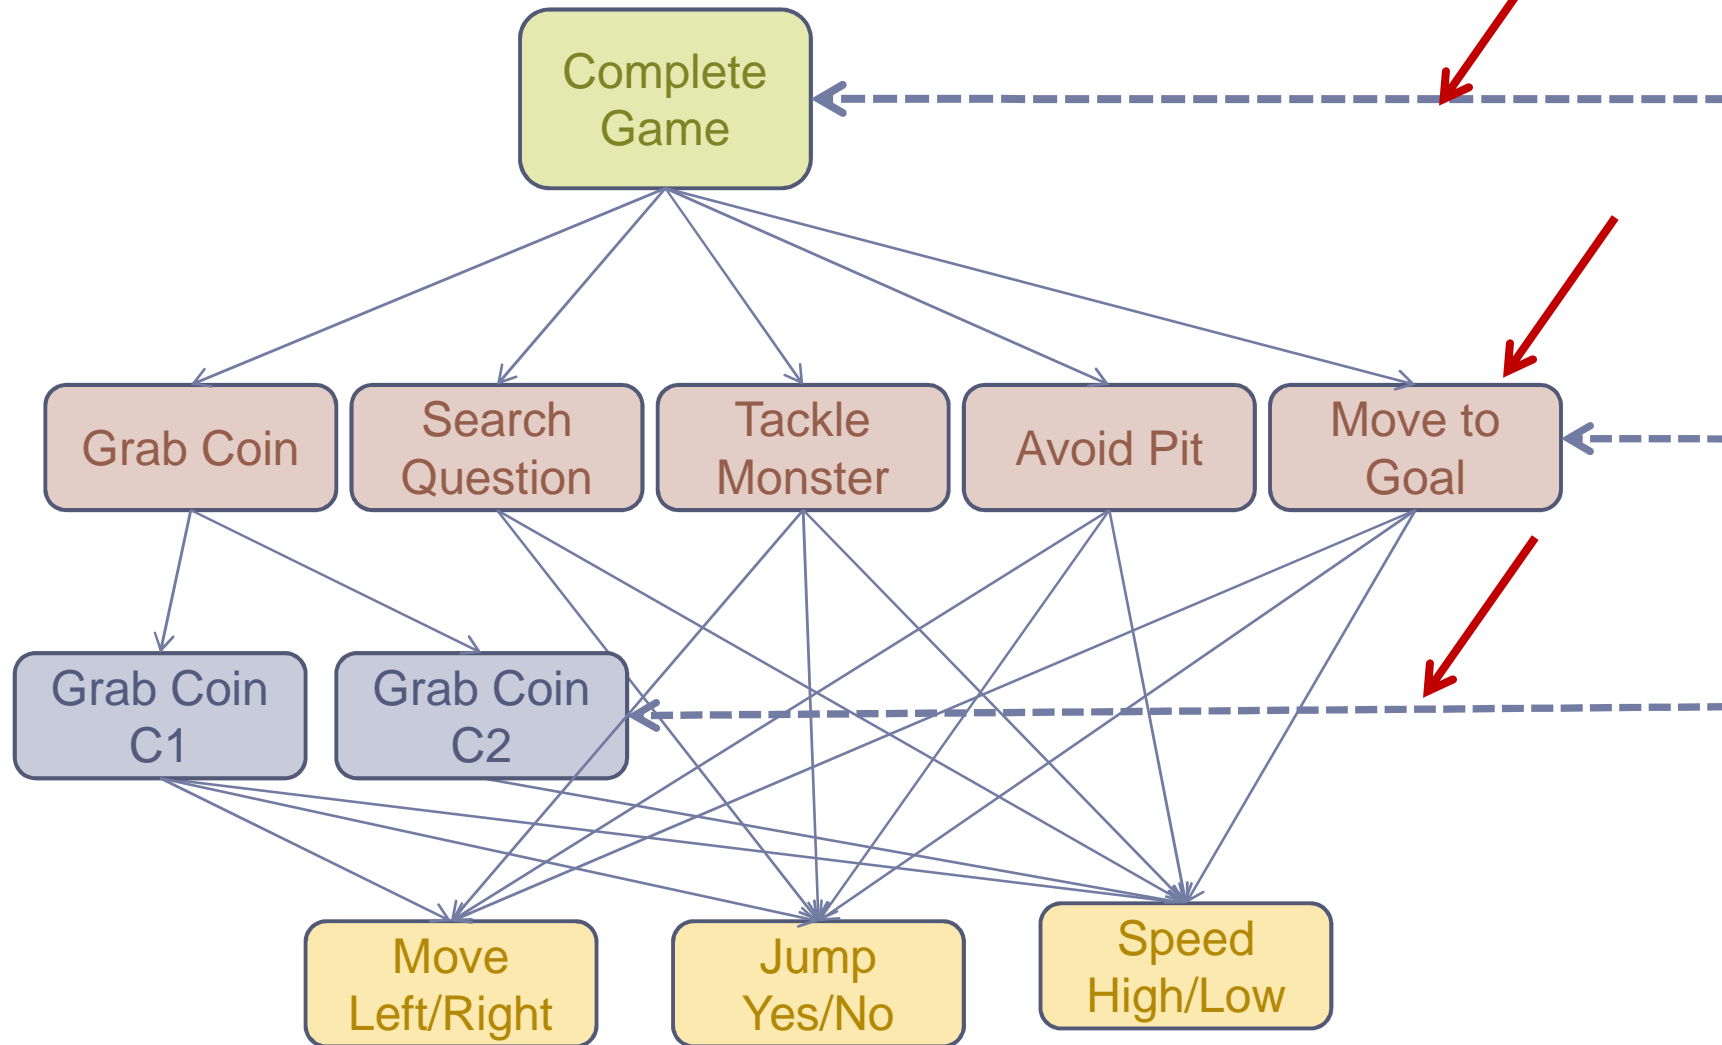 Complete
Game
Grab Coin
Search
Question
Tackle
Monster
Avoid Pit
Move to
Goal
Grab Coin
C1
Grab Coin
C2
Move
Left/Right
Jump
Yes/No
Speed
High/Low